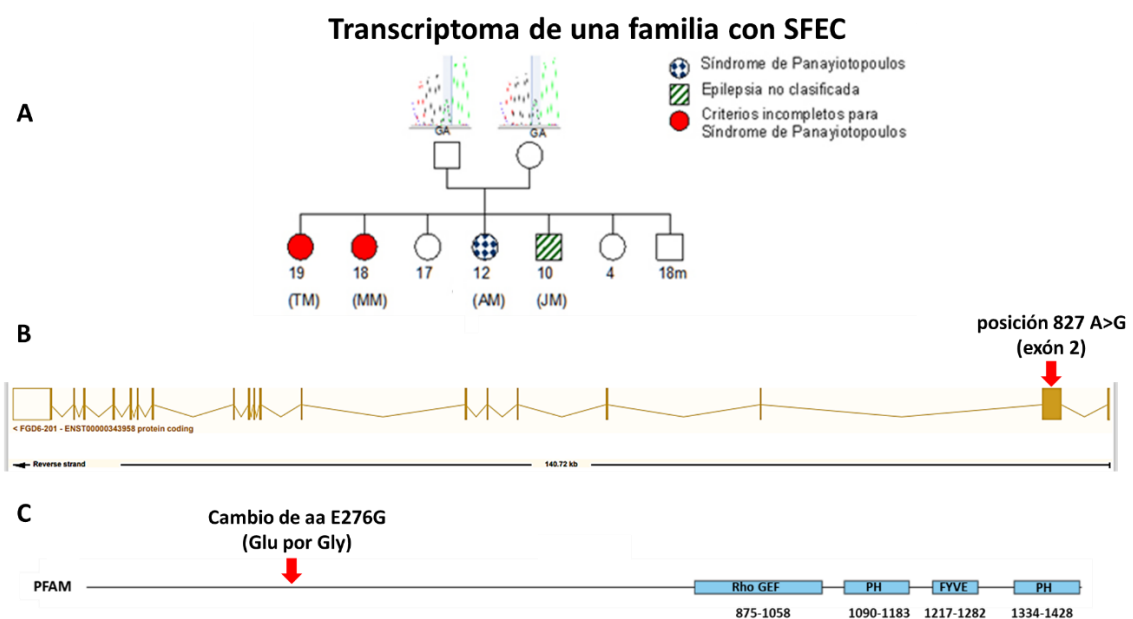 Transcriptoma de una familia con SFEC
A
GA
GA
Síndrome de Panayiotopoulos
Epilepsia no clasificada
Criterios incompletos para
Síndrome de Panayiotopoulos
19
18
17
12
10
4
18m
(TM)
(MM)
(AM)
(JM)
B
posición 827 A>G
(exón 2)
< FGD6-201 - ENST00000343958 protein coding
Reverse strand
140.72 kb
C
Cambio de aa E276G
(Glu por Gly)
PFAM
Rho GEF
PH
FYVE
PH
875-1058
1090-1183
1217-1282
1334-1428